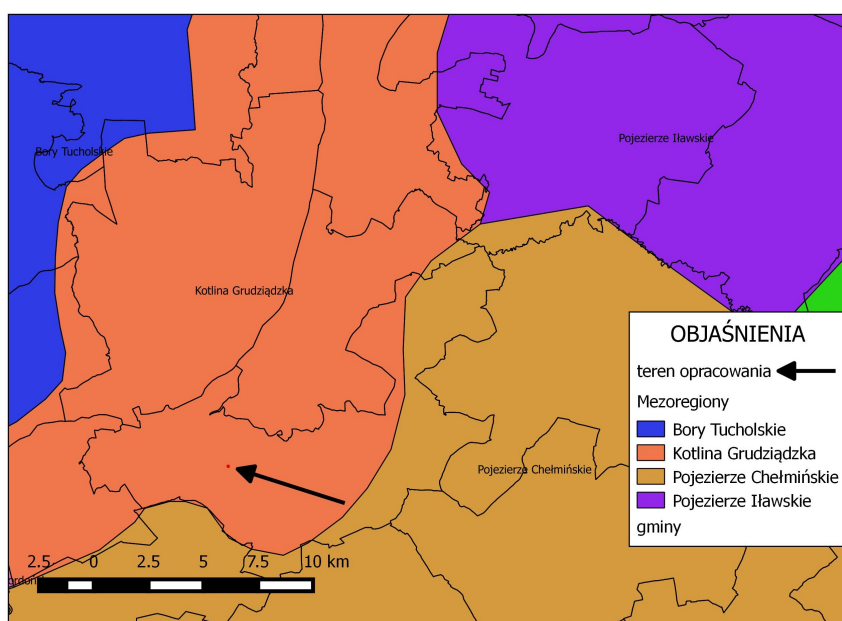 Pojezierze Iławskie
Bory Tucholskie
Kotlina Grudziądzka
Pojezierze Chełmińskie
2.5 0 2.5 5 7.5 10 km
OBJAŚNIENIA
teren opracowania
Mezoregiony
Bory Tucholskie
Kotlina Grudziądzka
Pojezierze Chełmińskie
Pojezierze Iławskie
gminy